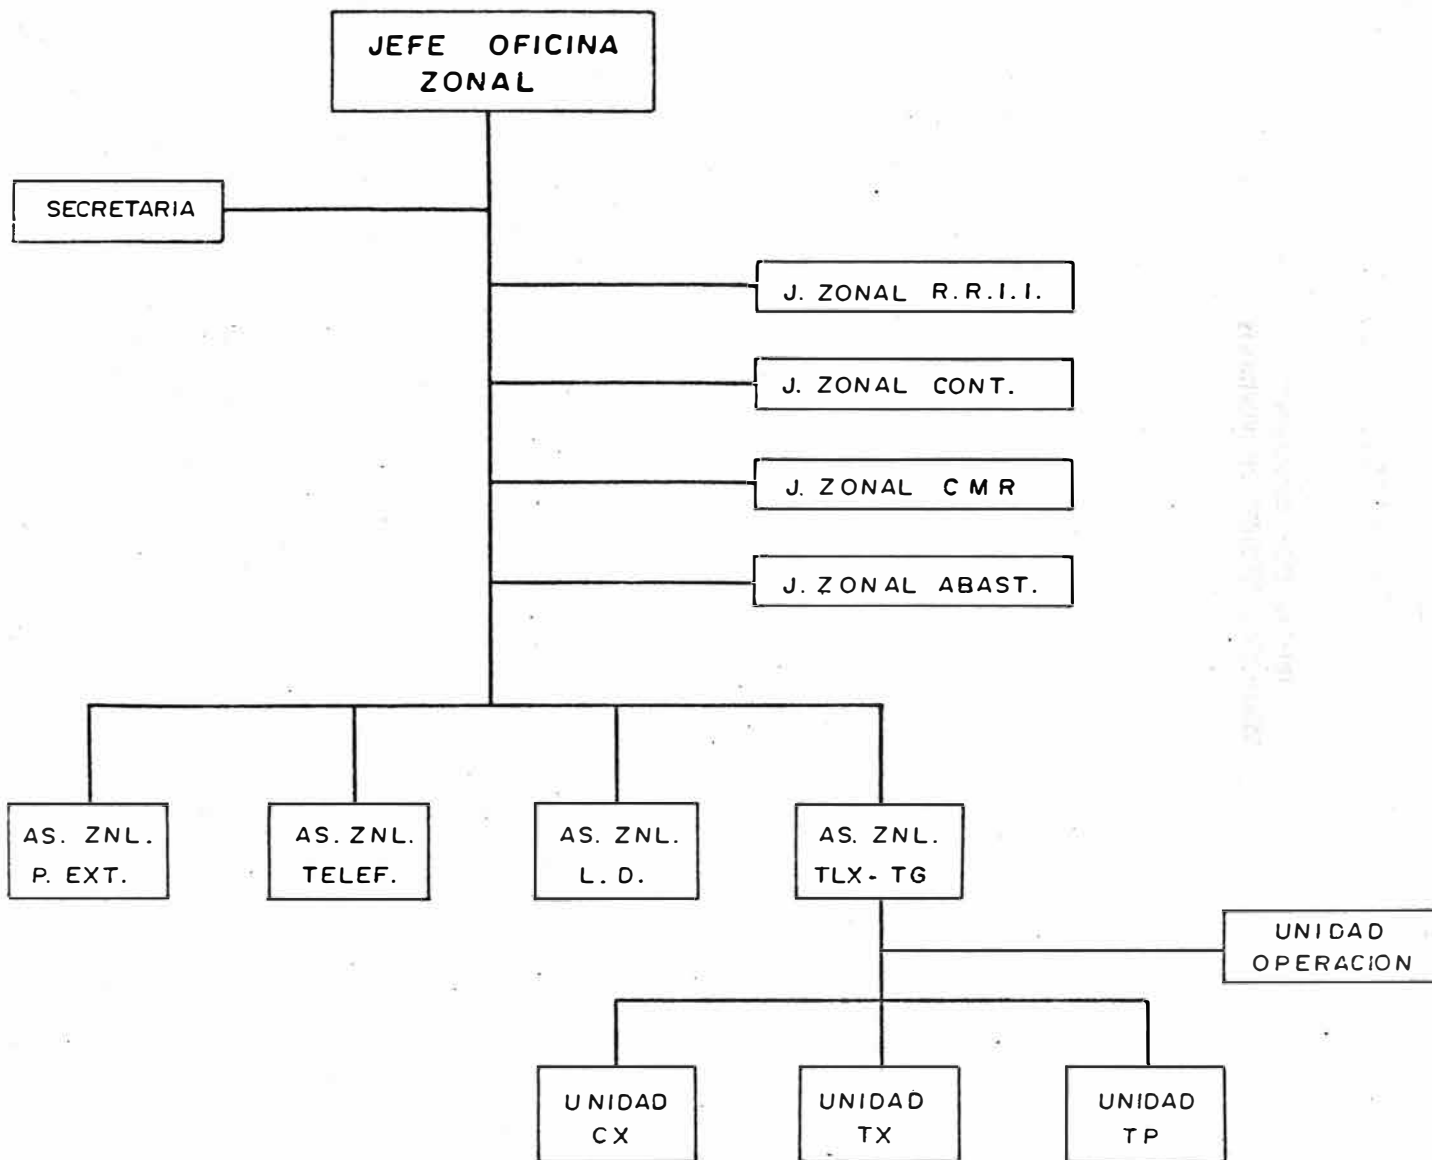 JEFE OFICINA
ZONAL
SECRETARIA
J. ZONAL R.R.I.I.
J. ZONAL CONT.
J. ZONAL CMR
J. ZONAL ABAST.
AS. ZNL.
P. EXT.
AS. ZNL.
TELEF.
AS. ZNL.
L. D.
AS. ZNL.
TLX- TG
UNIDAD
OPERACION
UNIDAD
CX
UNIDAD
TX
UNIDAD
TP